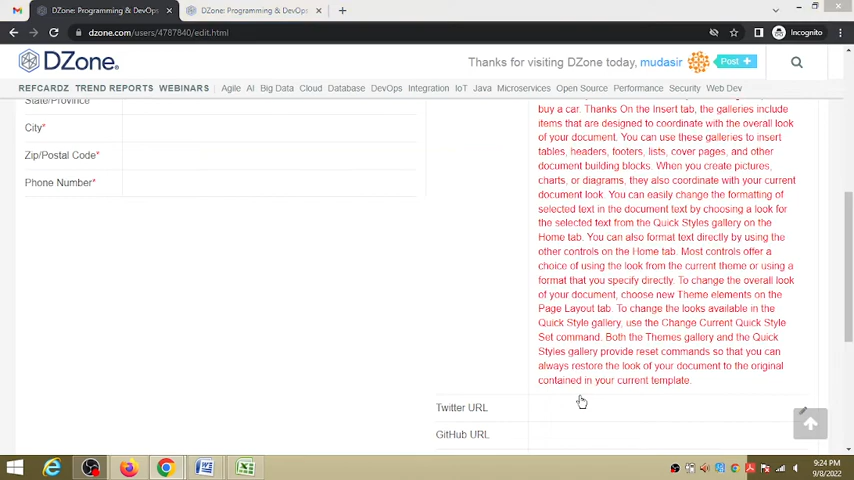 DZone: Programming & DevOps
DZone: Programming & DevOps
dzone.com/users/4787840/edit.html
Incognito
DZone.
Thanks for visiting DZone today, mudasir
Post +
REFCARDZ TREND REPORTS WEBINARS Agile AI Big Data Cloud Database DevOps Integration IoT Java Microservices Open Source Performance Security Web Dev
State/Province
City*
Zip/Postal Code*
Phone Number*
buy a car. Thanks On the Insert tab, the galleries include
items that are designed to coordinate with the overall look
of your document. You can use these galleries to insert
tables, headers, footers, lists, cover pages, and other
document building blocks. When you create pictures,
charts, or diagrams, they also coordinate with your current
document look. You can easily change the formatting of
selected text in the document text by choosing a look for
the selected text from the Quick Styles gallery on the
Home tab. You can also format text directly by using the
other controls on the Home tab. Most controls offer a
choice of using the look from the current theme or using a
format that you specify directly. To change the overall look
of your document, choose new Theme elements on the
Page Layout tab. To change the looks available in the
Quick Style gallery, use the Change Current Quick Style
Set command. Both the Themes gallery and the Quick
Styles gallery provide reset commands so that you can
always restore the look of your document to the original
contained in your current template.
Twitter URL
GitHub URL
9:24 PM
9/8/2022